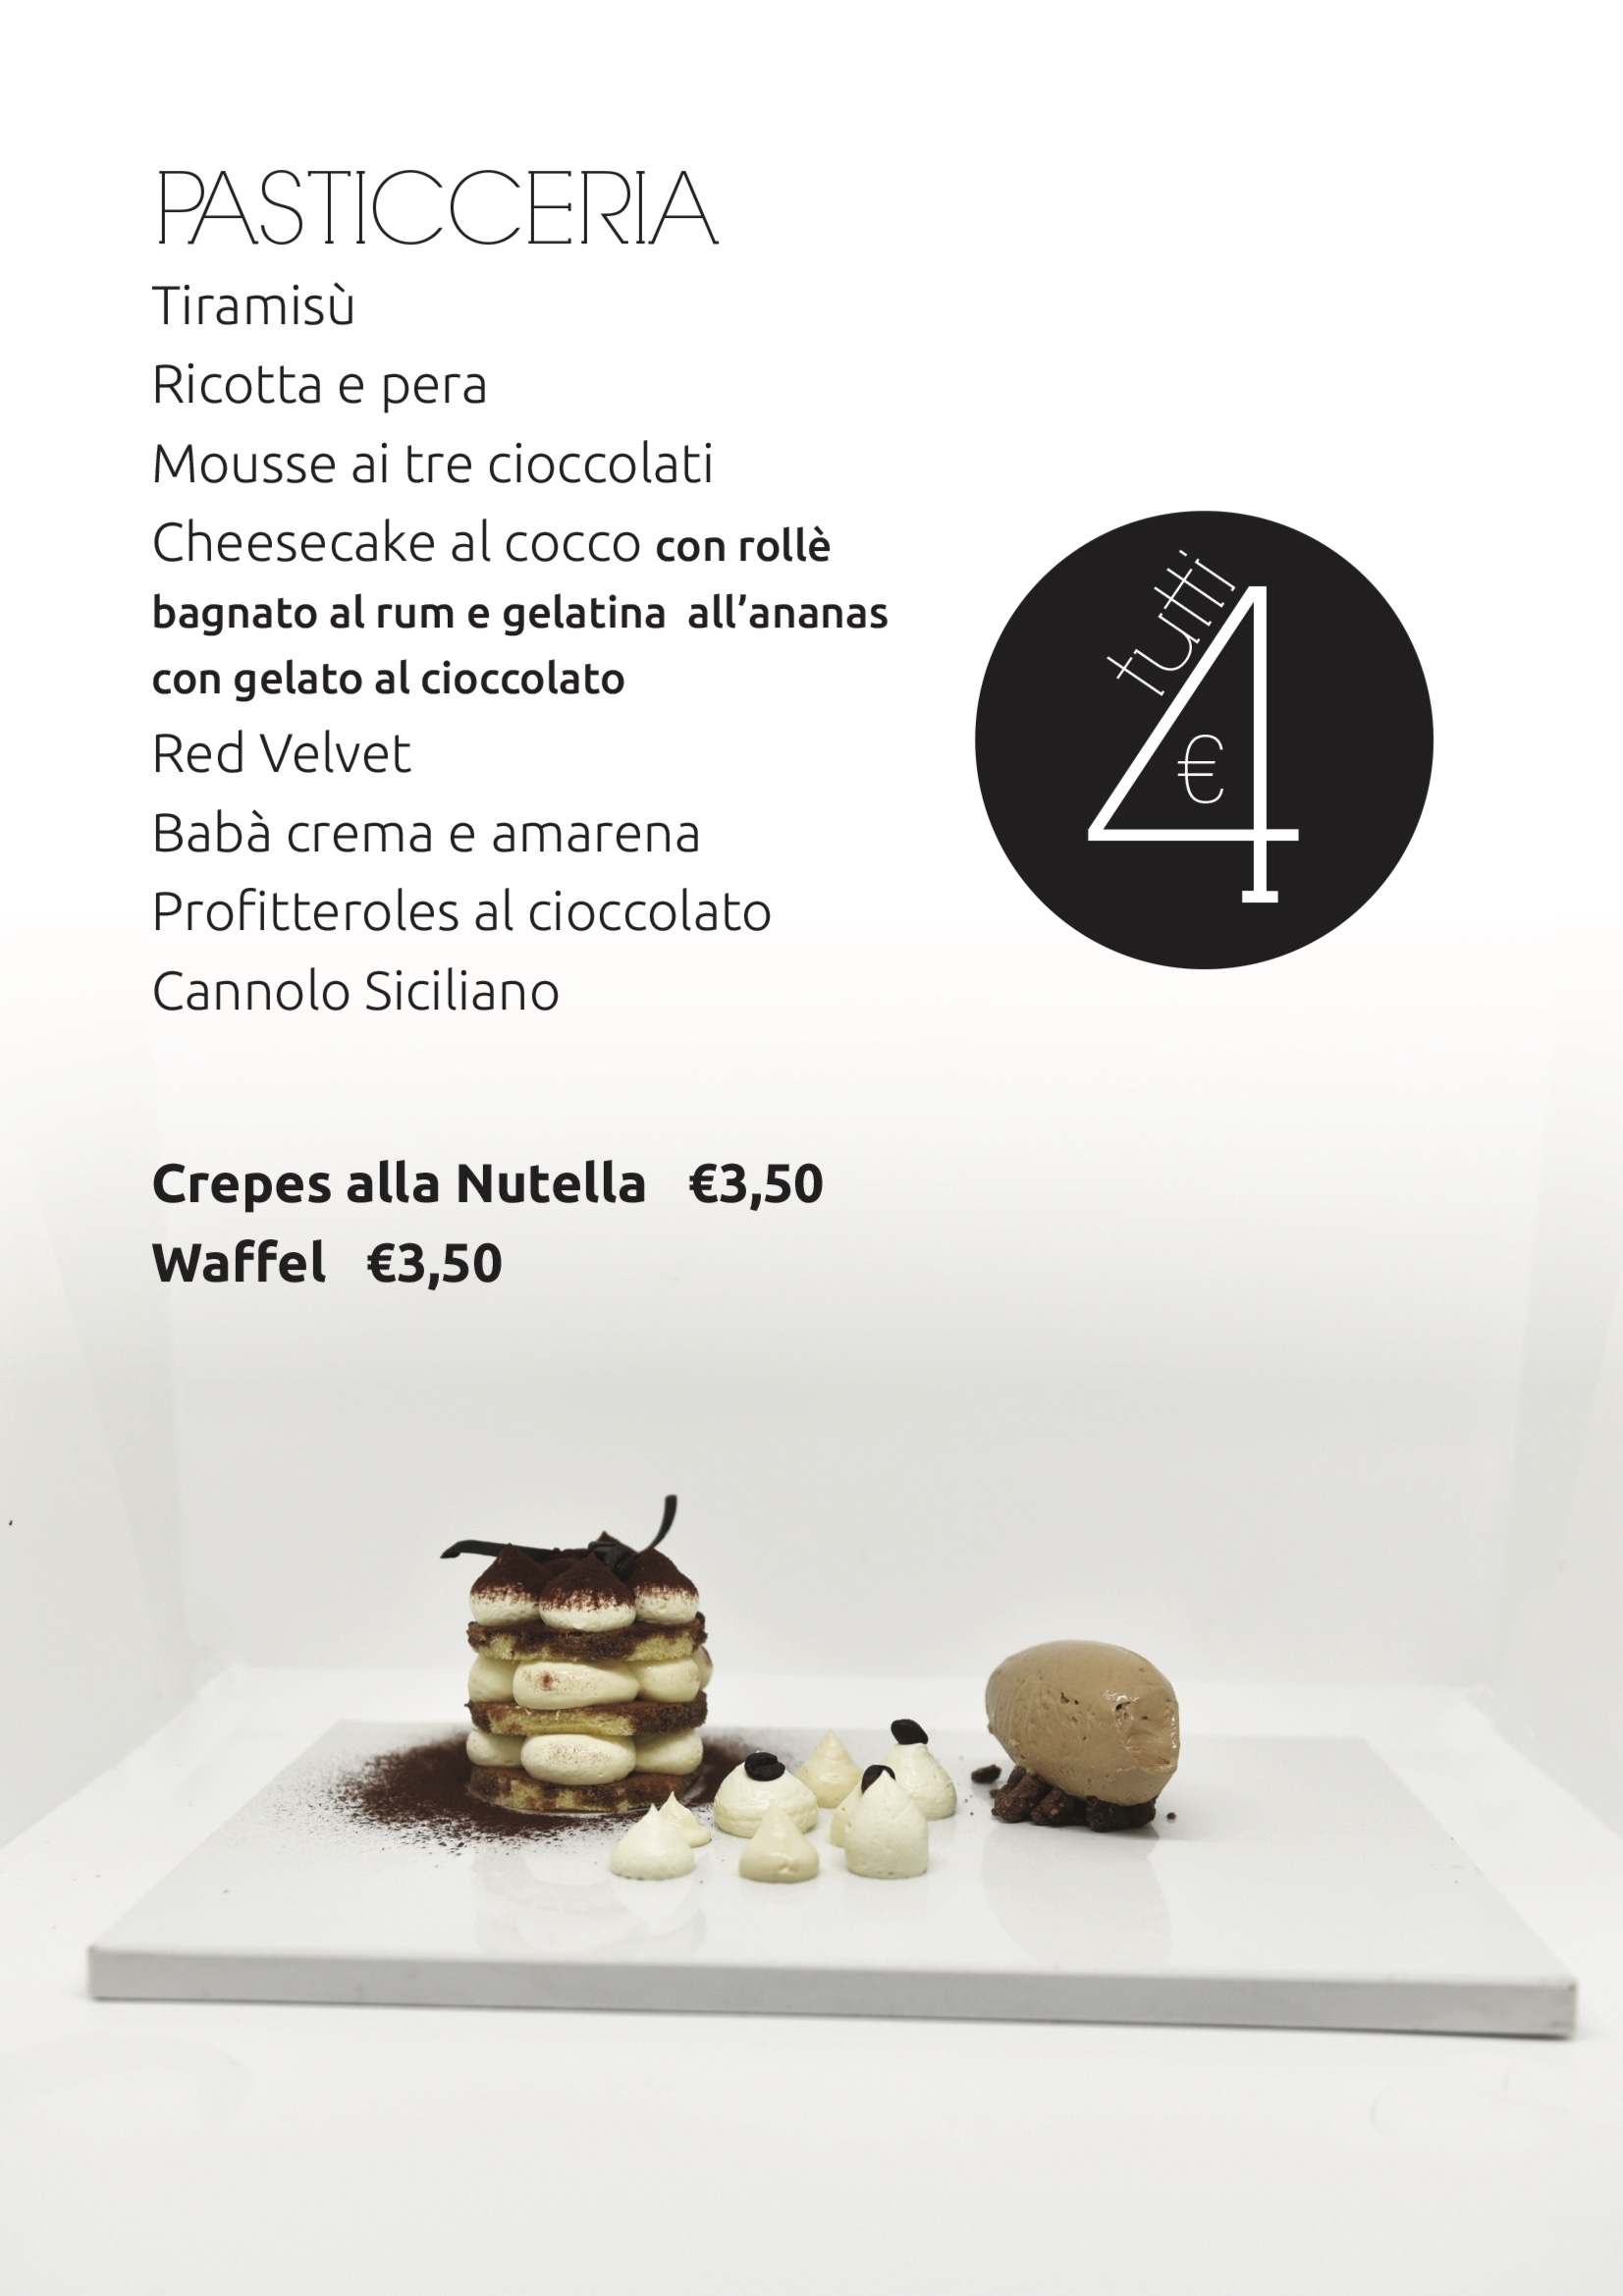 PASTICCERIA
Tiramisù
Ricotta e pera
Mousse ai tre cioccolati
Cheesecake al cocco con rollè
bagnato al rum e gelatina  all’ananas
con gelato al cioccolato
Red Velvet
Babà crema e amarena
Profitteroles al cioccolato
Cannolo Siciliano
tutti
4
€
Crepes alla Nutella   €3,50
Waffel   €3,50